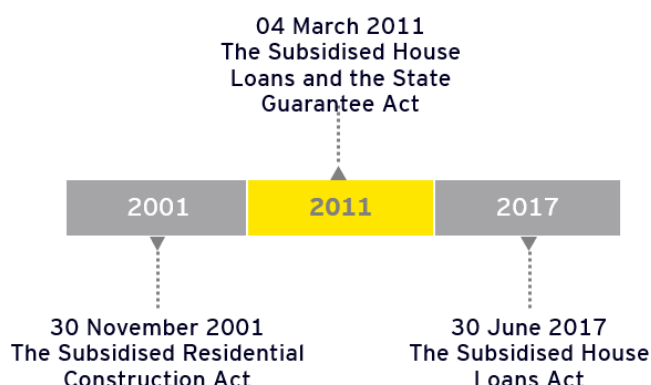 04 March 2011
The Subsidised House
Loans and the State
Guarantee Act
2001
2011
2017
30 November 2001
The Subsidised Residential
Construction Act
30 June 2017
The Subsidised House
Loans Act